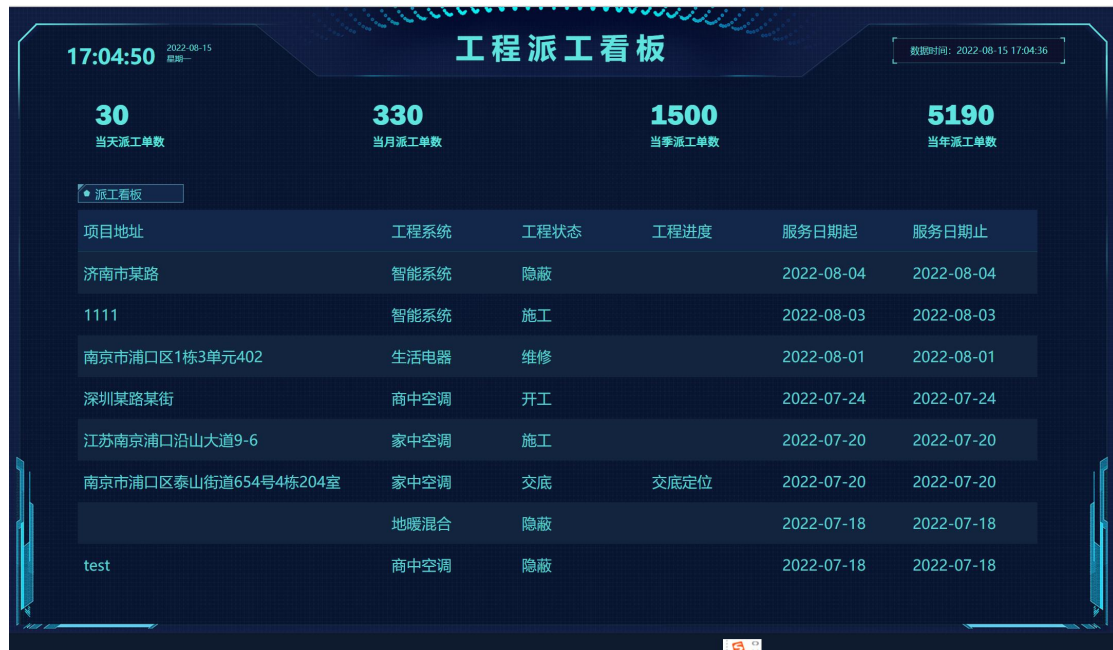 工程派工看板
17:04:50 2022-08-15
星期一
数据时间：2022-08-15 17:04:36
30 330 1500 5190
当天派工单数 当月派工单数 当季派工单数 当年派工单数
派工看板
项目地址 工程系统 工程状态 工程进度 服务日期起 服务日期止
济南市某路 智能系统 隐蔽 2022-08-04 2022-08-04
1111 智能系统 施工 2022-08-03 2022-08-03
南京市浦口区1栋3单元402 生活电器 维修 2022-08-01 2022-08-01
深圳某路某街 商中空调 开工 2022-07-24 2022-07-24
江苏南京浦口沿山大道9-6 家中空调 施工 2022-07-20 2022-07-20
南京市浦口区泰山街道654号4栋204室 家中空调 交底 交底定位 2022-07-20 2022-07-20
地暖混合 隐蔽 2022-07-18 2022-07-18
test 商中空调 隐蔽 2022-07-18 2022-07-18